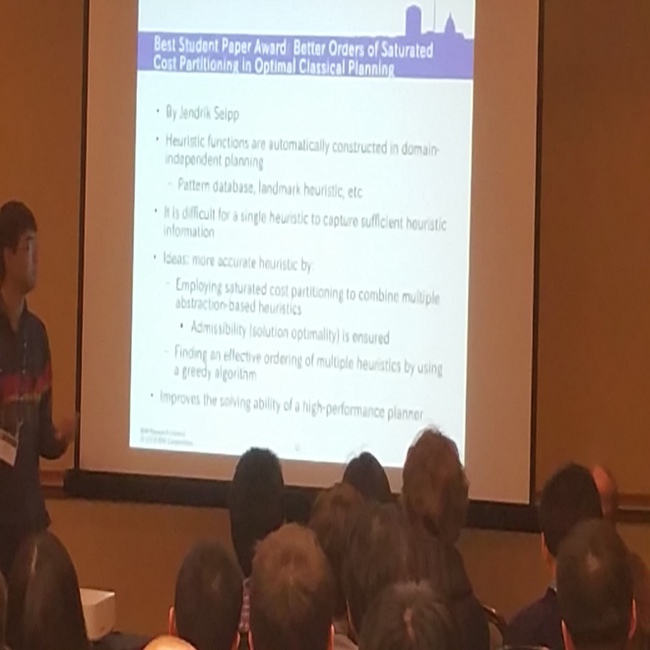 Best Student Paper Award: Better Orders of Saturated
Cost Partitioning in Optimal Classical Planning
• By Jendrik Seipp
• Heuristic functions are automatically constructed in domain-
independent planning
– Pattern database, landmark heuristic, etc
• It is difficult for a single heuristic to capture sufficient heuristic
information
• Ideas: more accurate heuristic by:
– Employing saturated cost partitioning to combine multiple
abstraction-based heuristics
• Admissibility (solution optimality) is ensured
– Finding an effective ordering of multiple heuristics by using
a greedy algorithm
• Improves the solving ability of a high-performance planner